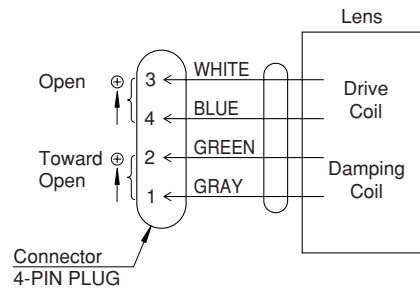 Lens
Open ⊕ 3 WHITE
Drive
Coil
4 BLUE
Toward
Open ⊕ 2 GREEN
Damping
Coil
1 GRAY
Connector
4-PIN PLUG